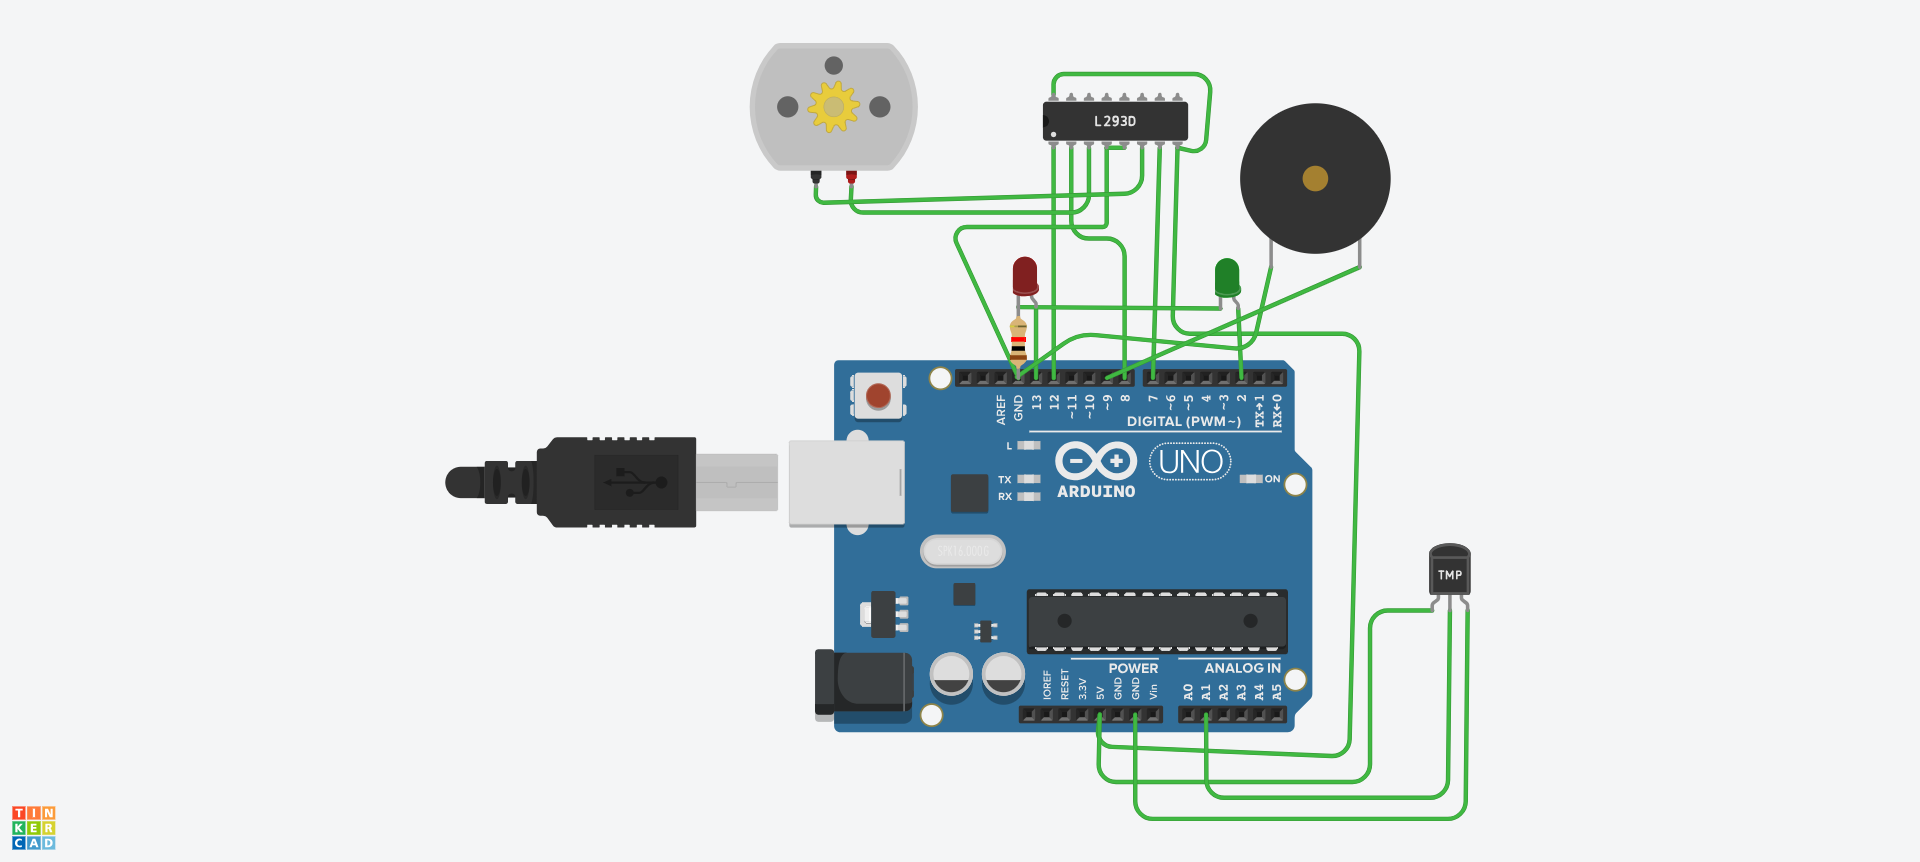 L293D
AREF
GND
13
12
~11
~10
~9
8
7
~6
~5
4
~3
2
TX→1
RX←0
DIGITAL (PWM~)
L
TX
RX
ARDUINO
UNO
ON
SPK16.000G
TMP
POWER
ANALOG IN
IOREF
RESET
3.3V
5V
GND
GND
Vin
A0
A1
A2
A3
A4
A5
TIN
KER
CAD